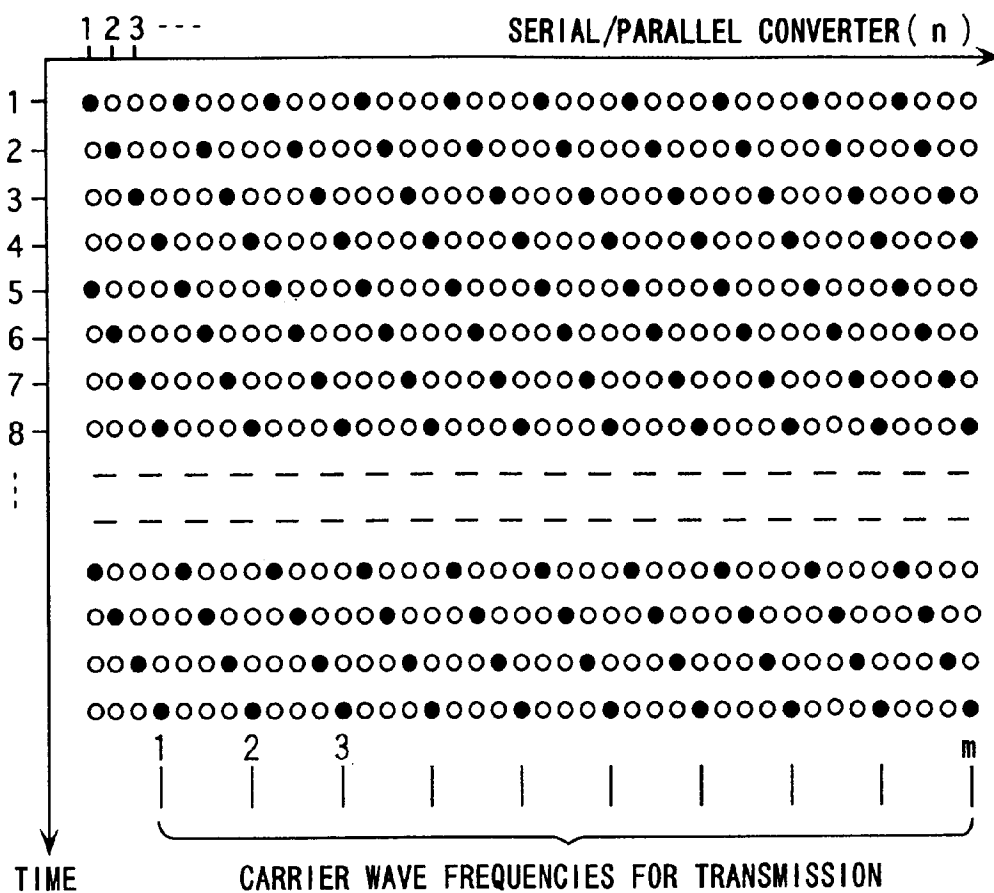 1 2 3 ---
SERIAL/PARALLEL CONVERTER( n )
1
2
3
4
5
6
7
8
1 2 3 m
TIME
CARRIER WAVE FREQUENCIES FOR TRANSMISSION